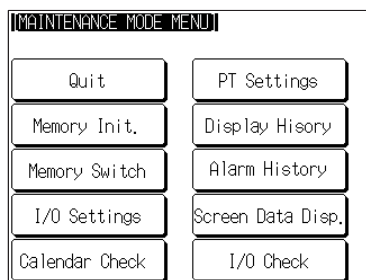 [MAINTENANCE MODE MENU]
Quit
PT Settings
Memory Init.
Display Hisory
Memory Switch
Alarm History
I/O Settings
Screen Data Disp.
Calendar Check
I/O Check